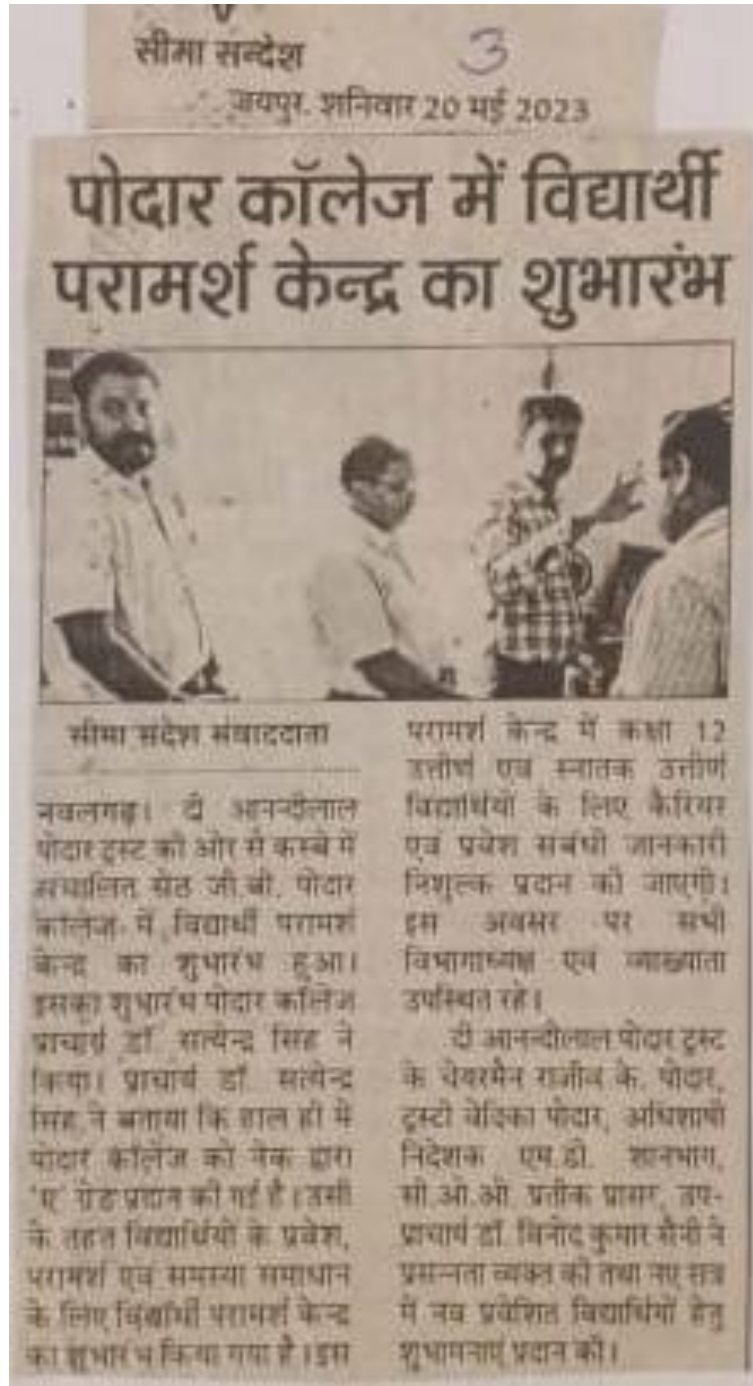 सीमा सन्देश
3
जयपुर. शनिवार 20 मई 2023
पोदार कॉलेज में विद्यार्थी
परामर्श केन्द्र का शुभारंभ
सीमा सदेश संवाददाता
नवलगढ़। दी आनन्दीलाल
पोदार ट्रस्ट की ओर से कस्बे में
संचालित सेठ जी.बी. पोदार
कॉलेज में विद्यार्थी परामर्श
केन्द्र का शुभारंभ हुआ।
इसका शुभारंभ पोदार कॉलेज
प्राचार्य डॉ. सत्येन्द्र सिंह ने
किया। प्राचार्य डॉ. सत्येन्द्र
सिंह ने बताया कि हाल ही में
पोदार कॉलेज को नेक द्वारा
'ए' ग्रेड प्रदान की गई है। उसी
के तहत विद्यार्थियों के प्रवेश,
परामर्श एवं समस्या समाधान
के लिए विद्यार्थी परामर्श केन्द्र
का शुभारंभ किया गया है। इस
परामर्श केन्द्र में कक्षा 12
उत्तीर्ण एवं स्नातक उत्तीर्ण
विद्यार्थियों के लिए कैरियर
एवं प्रवेश संबंधी जानकारी
निशुल्क प्रदान की जाएगी।
इस अवसर पर सभी
विभागाध्यक्ष एवं व्याख्याता
उपस्थित रहे।
दी आनन्दीलाल पोदार ट्रस्ट
के चेयरमैन राजीव के. पोदार,
ट्रस्टी वेदिका पोदार, अधिशाषी
निदेशक एम.डी. शानभाग,
सी.ओ.ओ. प्रतीक प्रासर, उप-
प्राचार्य डॉ. विनोद कुमार सैनी ने
प्रसन्नता व्यक्त की तथा नए सत्र
में नव प्रवेशित विद्यार्थियों हेतु
शुभामनाएं प्रदान की।